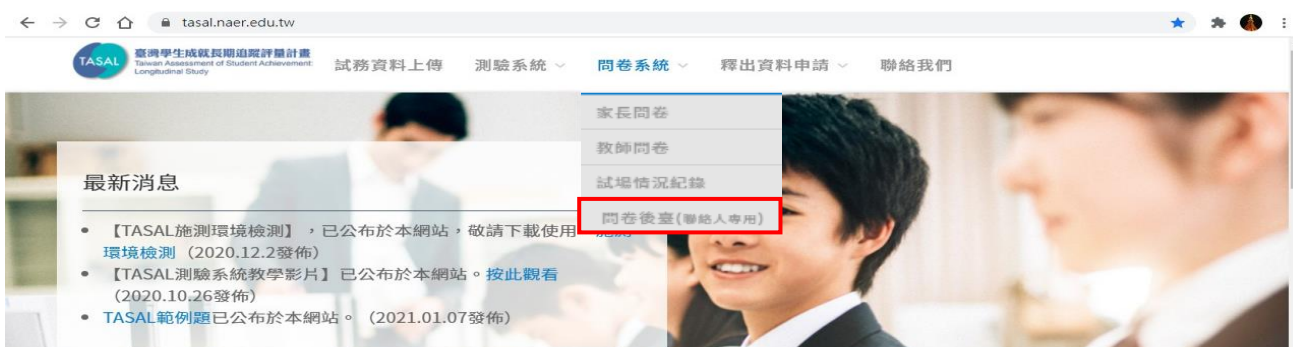 tasal.naer.edu.tw
TASAL
臺灣學生成就長期追蹤評量計畫
Taiwan Assessment of Student Achievement:
Longitudinal Study
試務資料上傳 測驗系統 問卷系統 釋出資料申請 聯絡我們
家長問卷
教師問卷
試場情況紀錄
問卷後臺(聯絡人專用)
最新消息
• 【TASAL施測環境檢測】，已公布於本網站，敬請下載使用
環境檢測 (2020.12.2發佈)
• 【TASAL測驗系統教學影片】已公布於本網站。按此觀看
(2020.10.26發佈)
• TASAL範例題已公布於本網站。 (2021.01.07發佈)